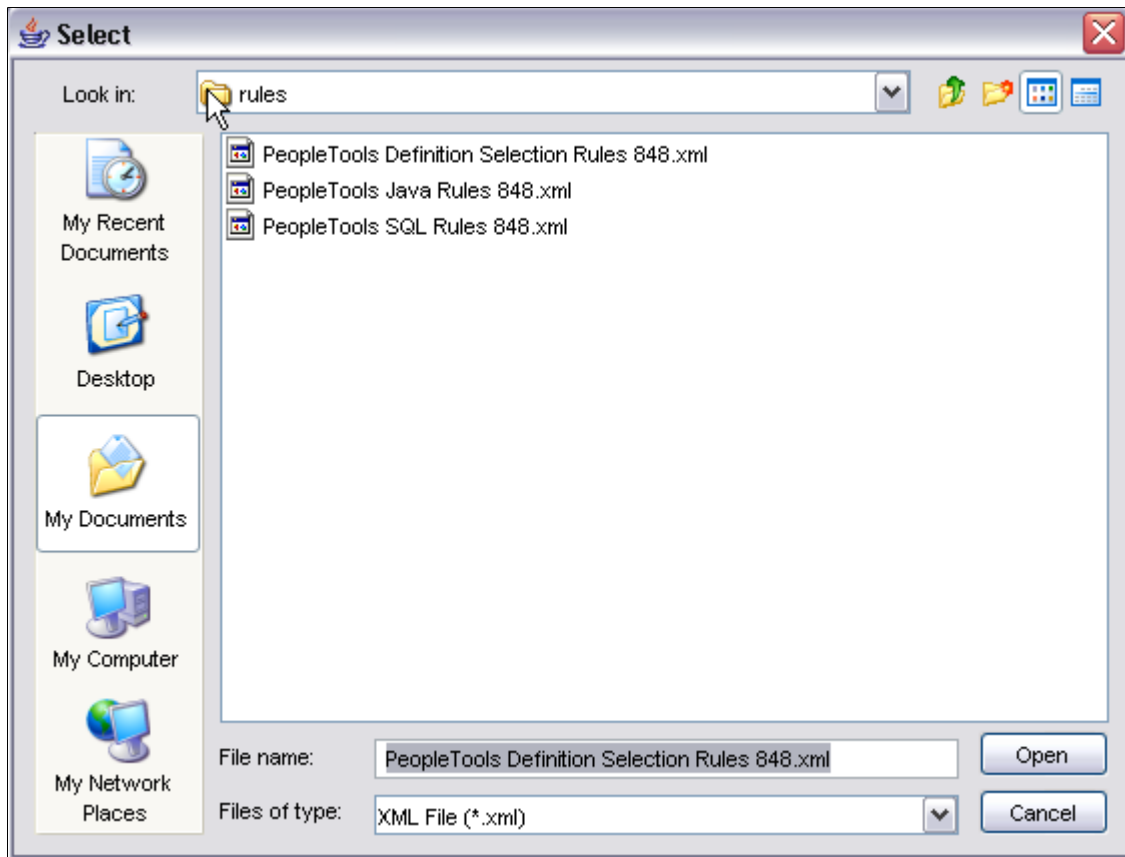 Select
Look in:
rules
PeopleTools Definition Selection Rules 848.xml
PeopleTools Java Rules 848.xml
PeopleTools SQL Rules 848.xml
My Recent
Documents
Desktop
My Documents
My Computer
My Network
Places
File name:
PeopleTools Definition Selection Rules 848.xml
Open
Files of type:
XML File (*.xml)
Cancel